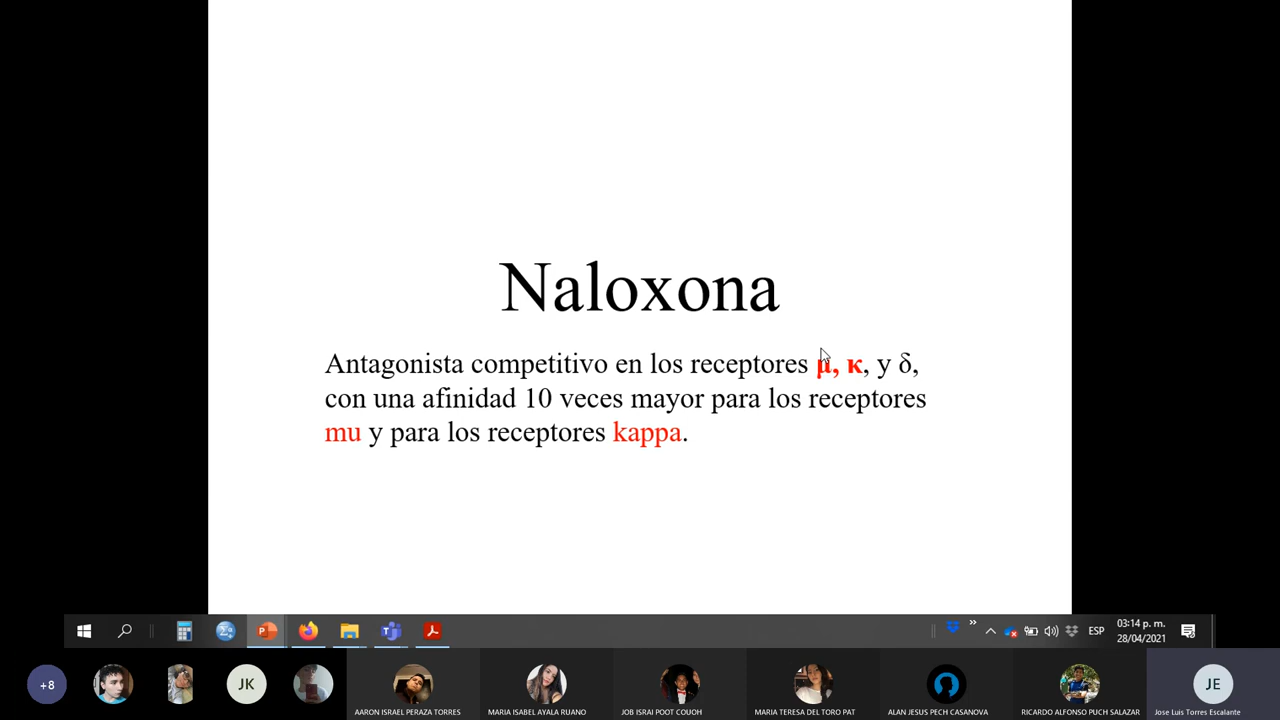 Naloxona
Antagonista competitivo en los receptores μ, κ, y δ,
con una afinidad 10 veces mayor para los receptores
mu y para los receptores kappa.
ESP
03:14 p. m.
28/04/2021
+8
JK
AARON ISRAEL PERAZA TORRES
MARIA ISABEL AYALA RUANO
JOB ISRAI POOT COUOH
MARIA TERESA DEL TORO PAT
ALAN JESUS PECH CASANOVA
RICARDO ALFONSO PUCH SALAZAR
JE
Jose Luis Torres Escalante